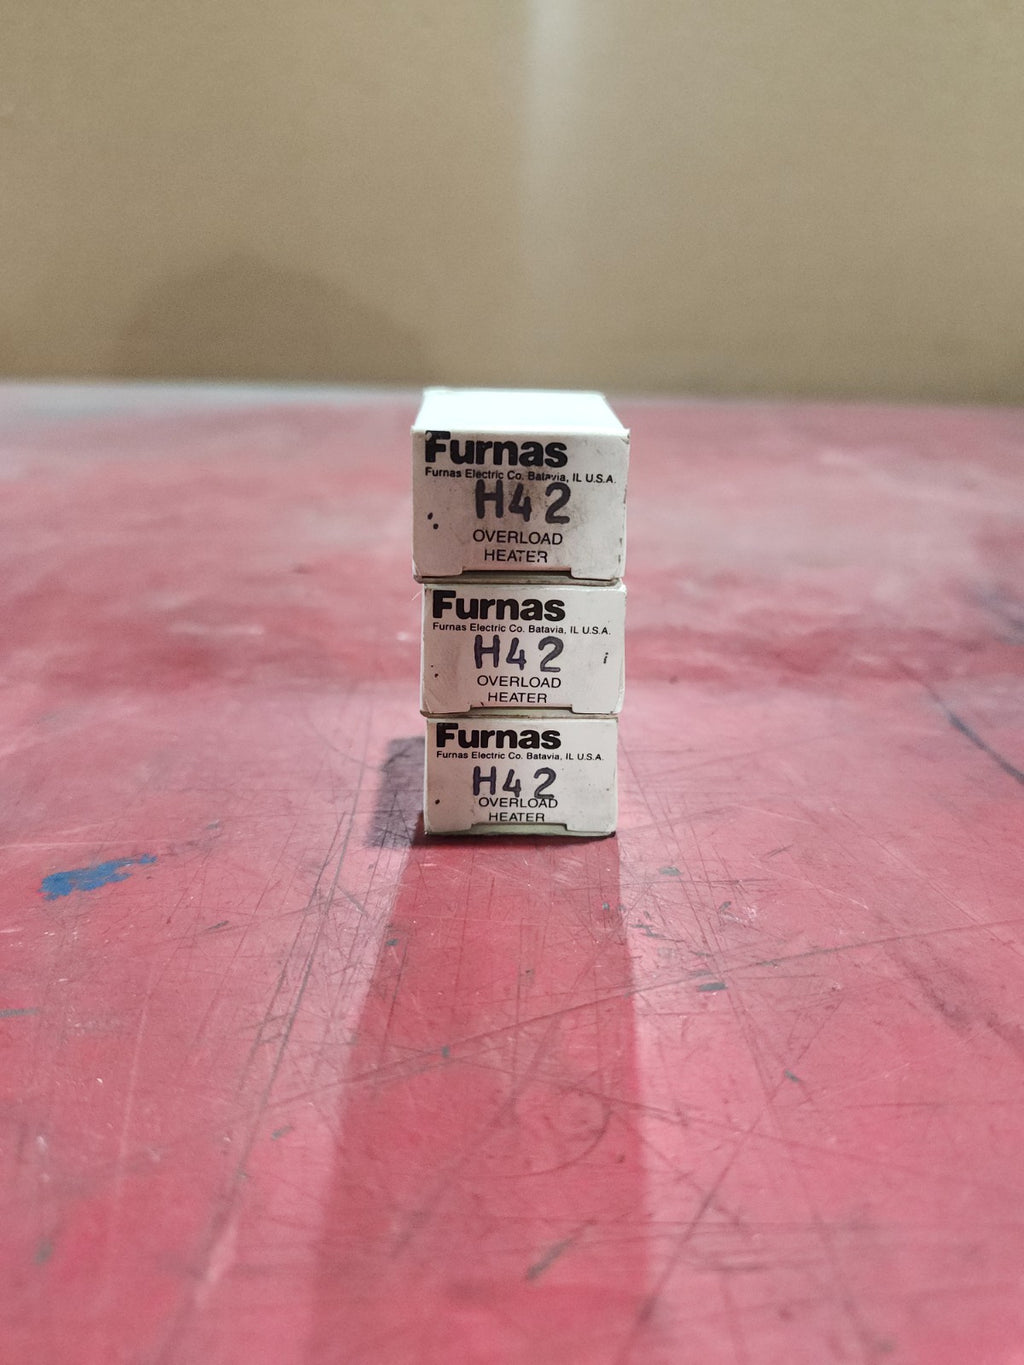 Furnas
Furnas Electric Co. Batavia, IL U.S.A.
H42
OVERLOAD
HEATER
Furnas
Furnas Electric Co. Batavia, IL U.S.A.
H42
OVERLOAD
HEATER
Furnas
Furnas Electric Co. Batavia, IL U.S.A.
H42
OVERLOAD
HEATER